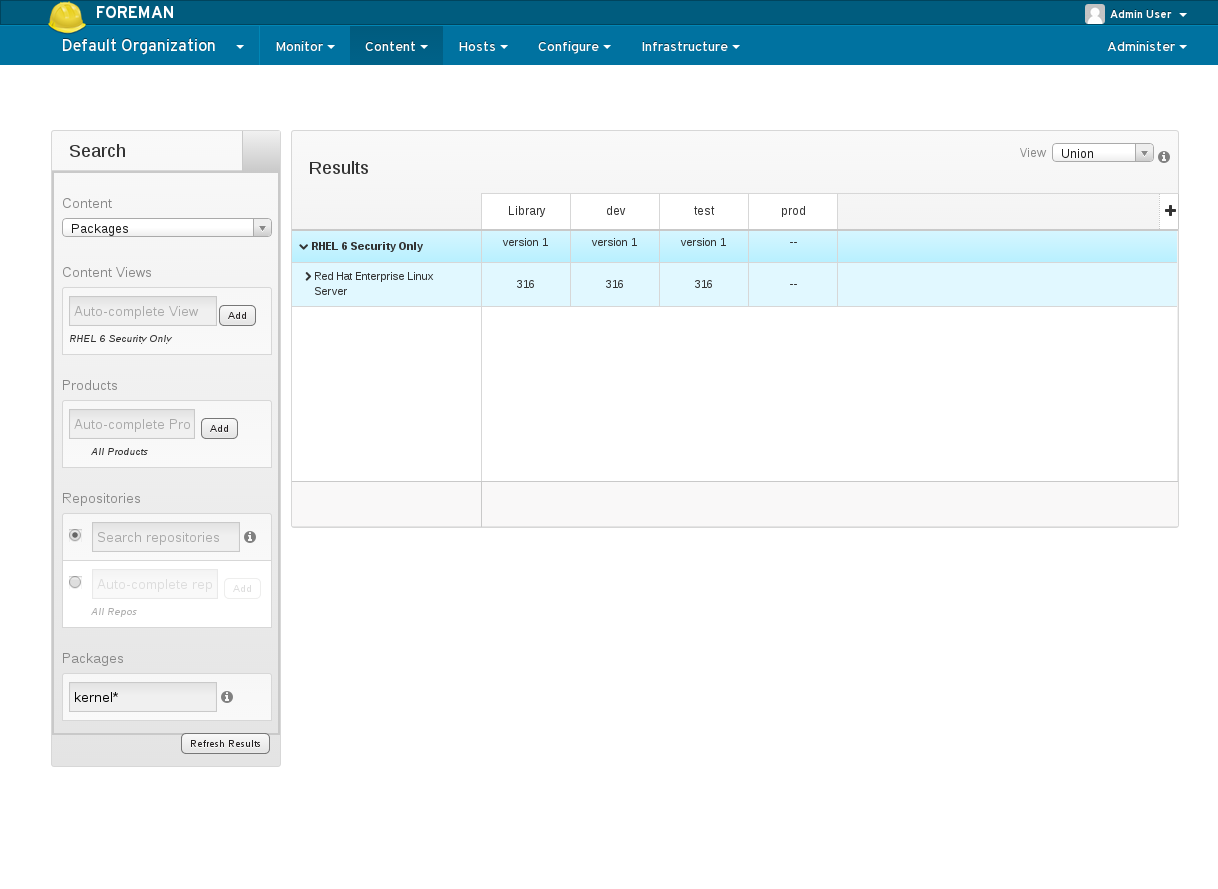 FOREMAN
Admin User
Default Organization
Monitor
Content
Hosts
Configure
Infrastructure
Administer
Search
Content
Packages
Content Views
Auto-complete View
Add
RHEL 6 Security Only
Products
Auto-complete Pro
Add
All Products
Repositories
Search repositories
Auto-complete rep
Add
All Repos
Packages
kernel*
Refresh Results
Results
View
Union
Library dev test prod
RHEL 6 Security Only version 1 version 1 version 1 --
Red Hat Enterprise Linux
Server
316 316 316 --